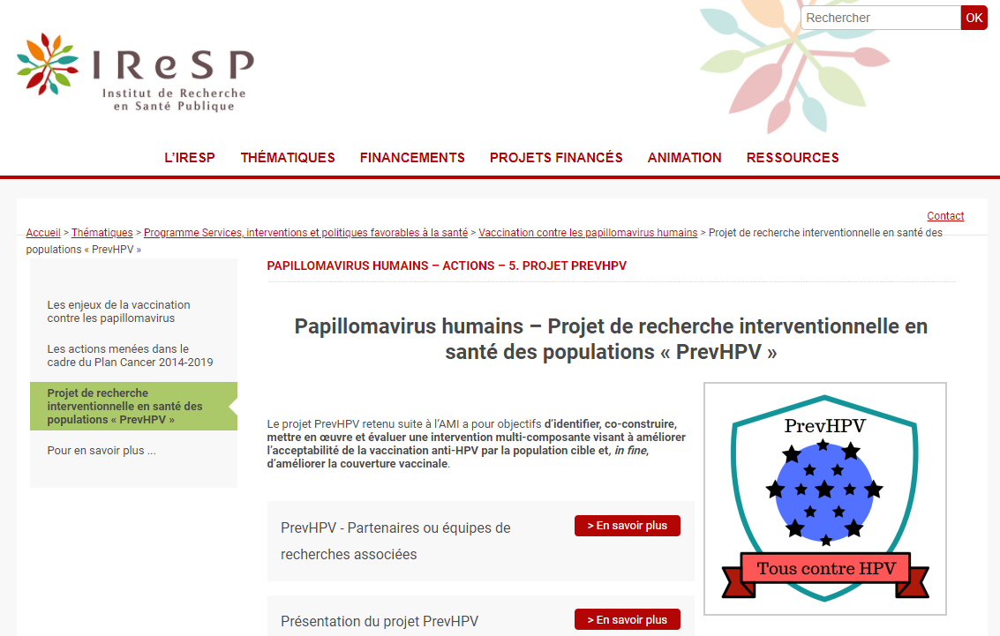 Rechercher OK
IReSP
Institut de Recherche
en Santé Publique
L'IRESP THÉMATIQUES FINANCEMENTS PROJETS FINANCÉS ANIMATION RESSOURCES
Contact
Accueil > Thématiques > Programme Services, interventions et politiques favorables à la santé > Vaccination contre les papillomavirus humains > Projet de recherche interventionnelle en santé des
populations « PrevHPV »
Les enjeux de la vaccination
contre les papillomavirus
Les actions menées dans le
cadre du Plan Cancer 2014-2019
Projet de recherche
interventionnelle en santé des
populations « PrevHPV »
Pour en savoir plus ...
PAPILLOMAVIRUS HUMAINS – ACTIONS – 5. PROJET PREVHPV
Papillomavirus humains – Projet de recherche interventionnelle en
santé des populations « PrevHPV »
Le projet PrevHPV retenu suite à l'AMI a pour objectifs d'identifier, co-construire,
mettre en œuvre et évaluer une intervention multi-composante visant à améliorer
l'acceptabilité de la vaccination anti-HPV par la population cible et, in fine,
d'améliorer la couverture vaccinale.
PrevHPV
Tous contre HPV
PrevHPV - Partenaires ou équipes de
recherches associées
> En savoir plus
Présentation du projet PrevHPV
> En savoir plus